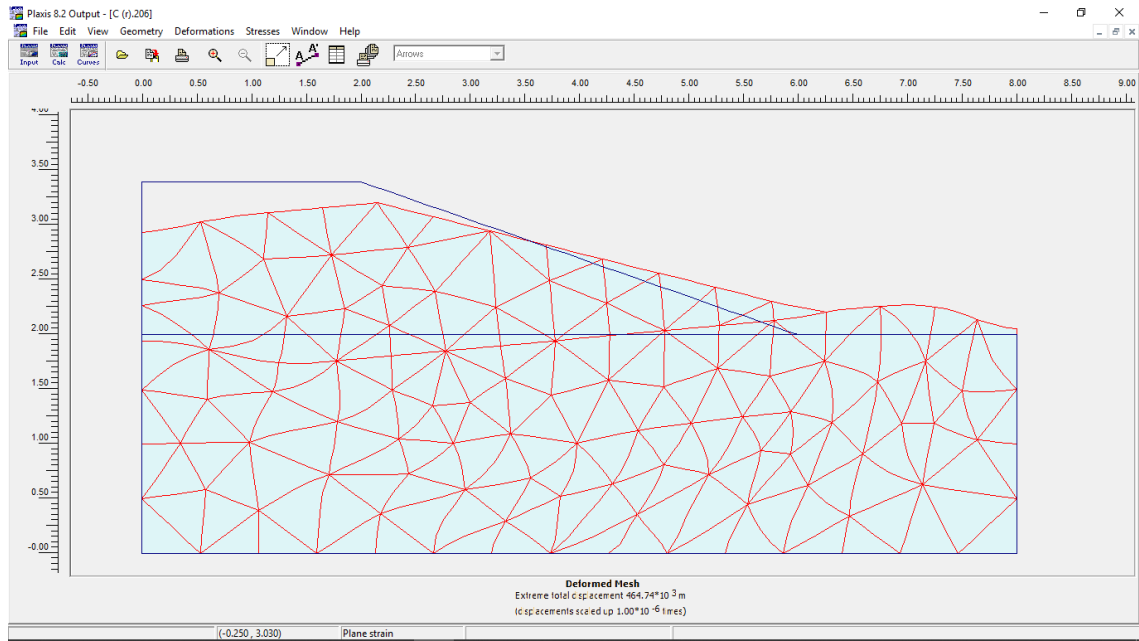 Plaxis 8.2 Output - [C (r).206]
File Edit View Geometry Deformations Stresses Window Help
Input Calc Curves A A' Arrows
-0.50 0.00 0.50 1.00 1.50 2.00 2.50 3.00 3.50 4.00 4.50 5.00 5.50 6.00 6.50 7.00 7.50 8.00 8.50 9.00
4.00
3.50
3.00
2.50
2.00
1.50
1.00
0.50
-0.00
Deformed Mesh
Extreme total displacement 464.74*10 3 m
(displacements scaled up 1.00*10 -6 times)
(-0.250 , 3.030) Plane strain